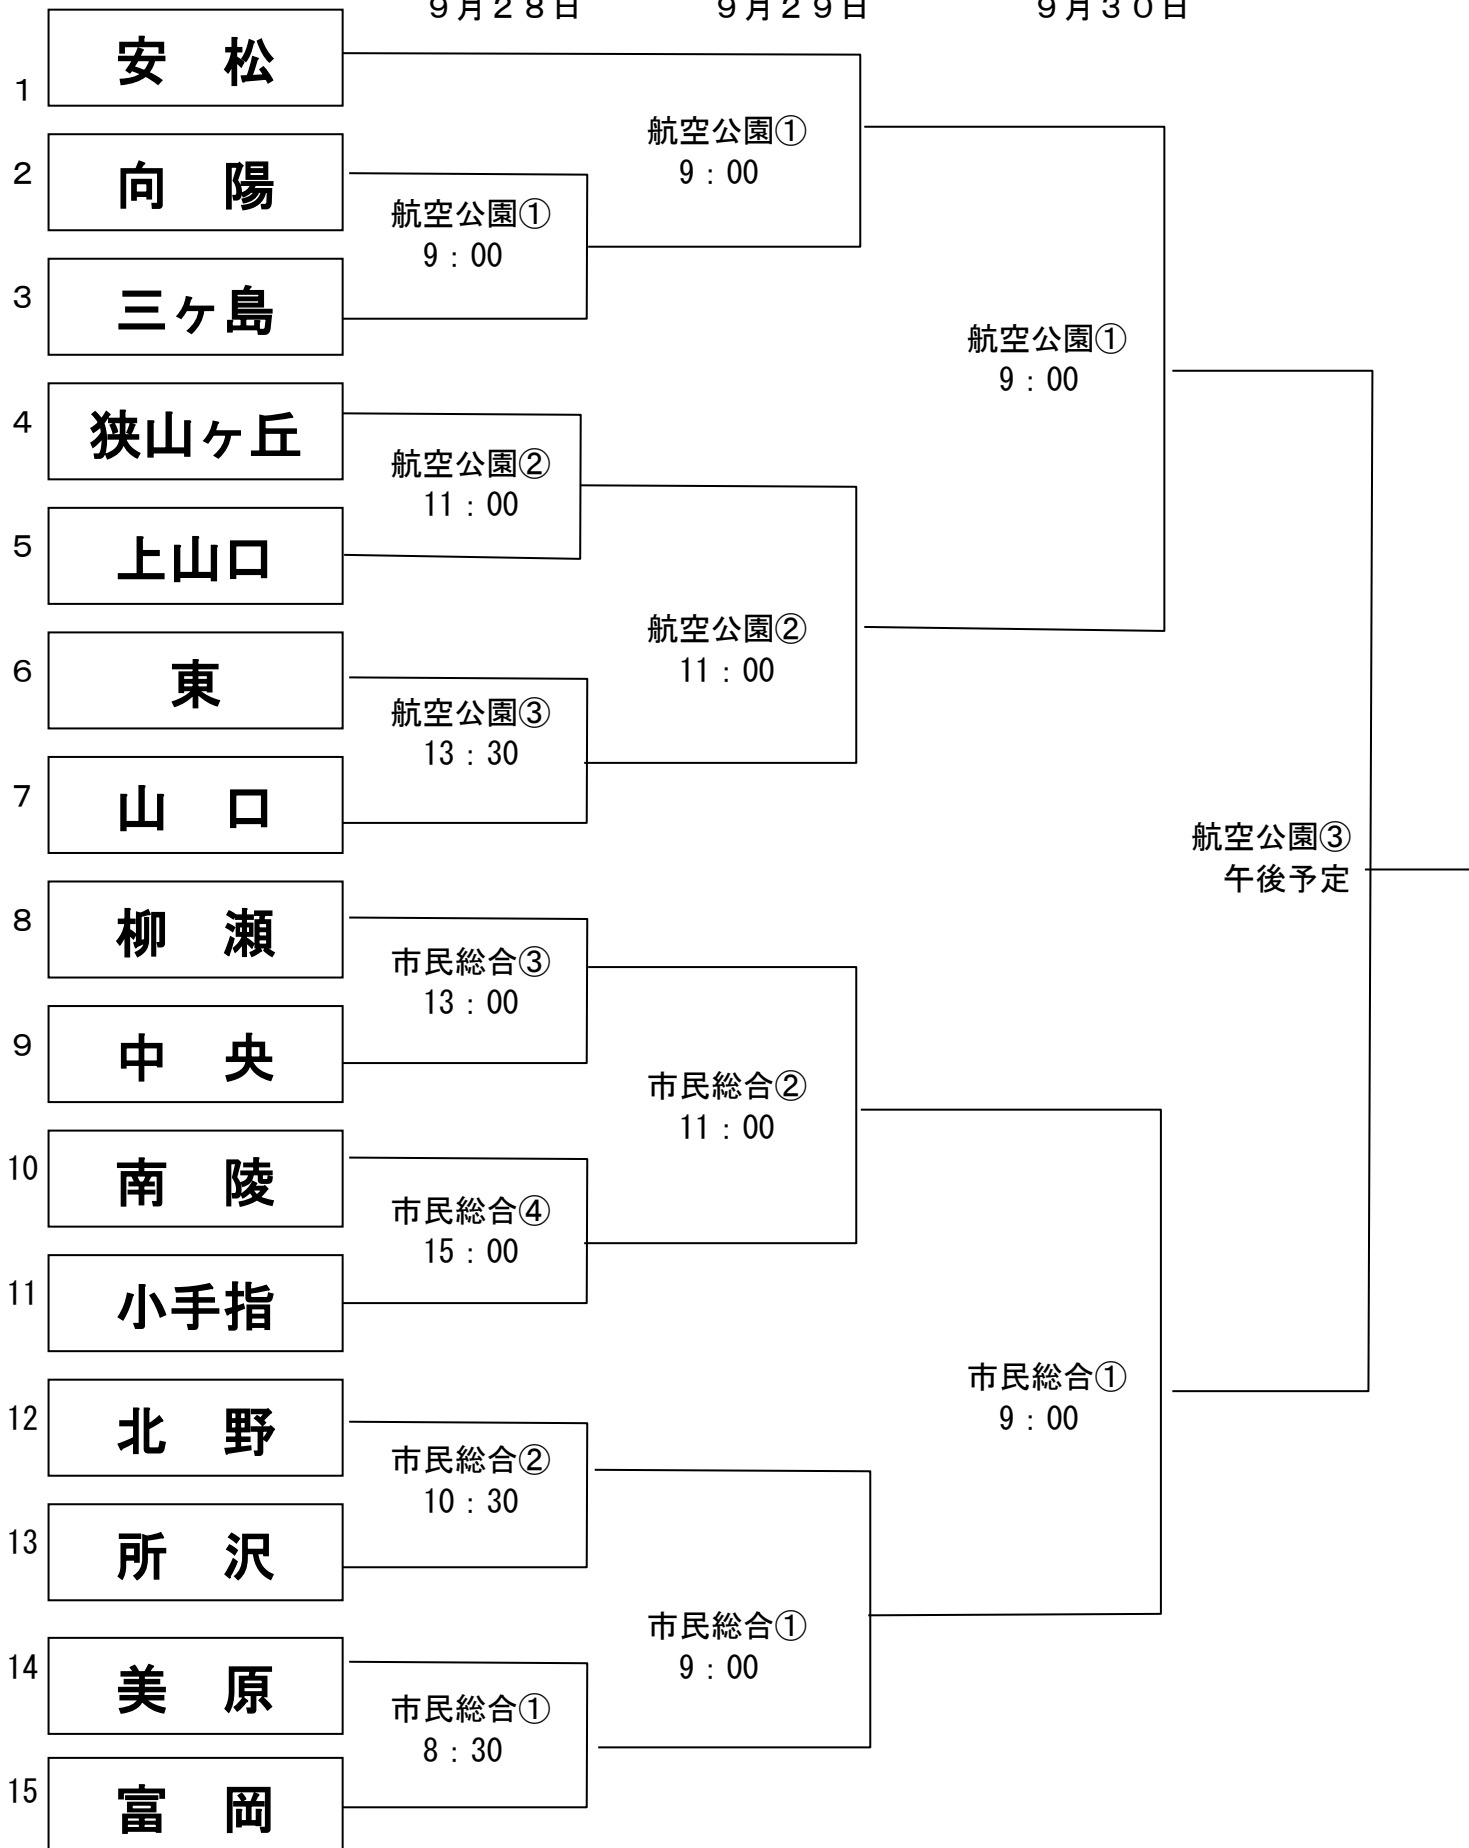 ９月２８日　９月２９日　９月３０日
1 安　松
航空公園①
9：00
2 向　陽
航空公園①
9：00
3 三ヶ島
航空公園①
9：00
4 狭山ヶ丘
航空公園②
11：00
5 上山口
航空公園②
11：00
6 東
航空公園③
13：30
7 山　口
航空公園③
午後予定
8 柳　瀬
市民総合③
13：00
9 中　央
市民総合②
11：00
10 南　陵
市民総合④
15：00
11 小手指
市民総合①
9：00
12 北　野
市民総合②
10：30
13 所　沢
市民総合①
9：00
14 美　原
市民総合①
8：30
15 富　岡